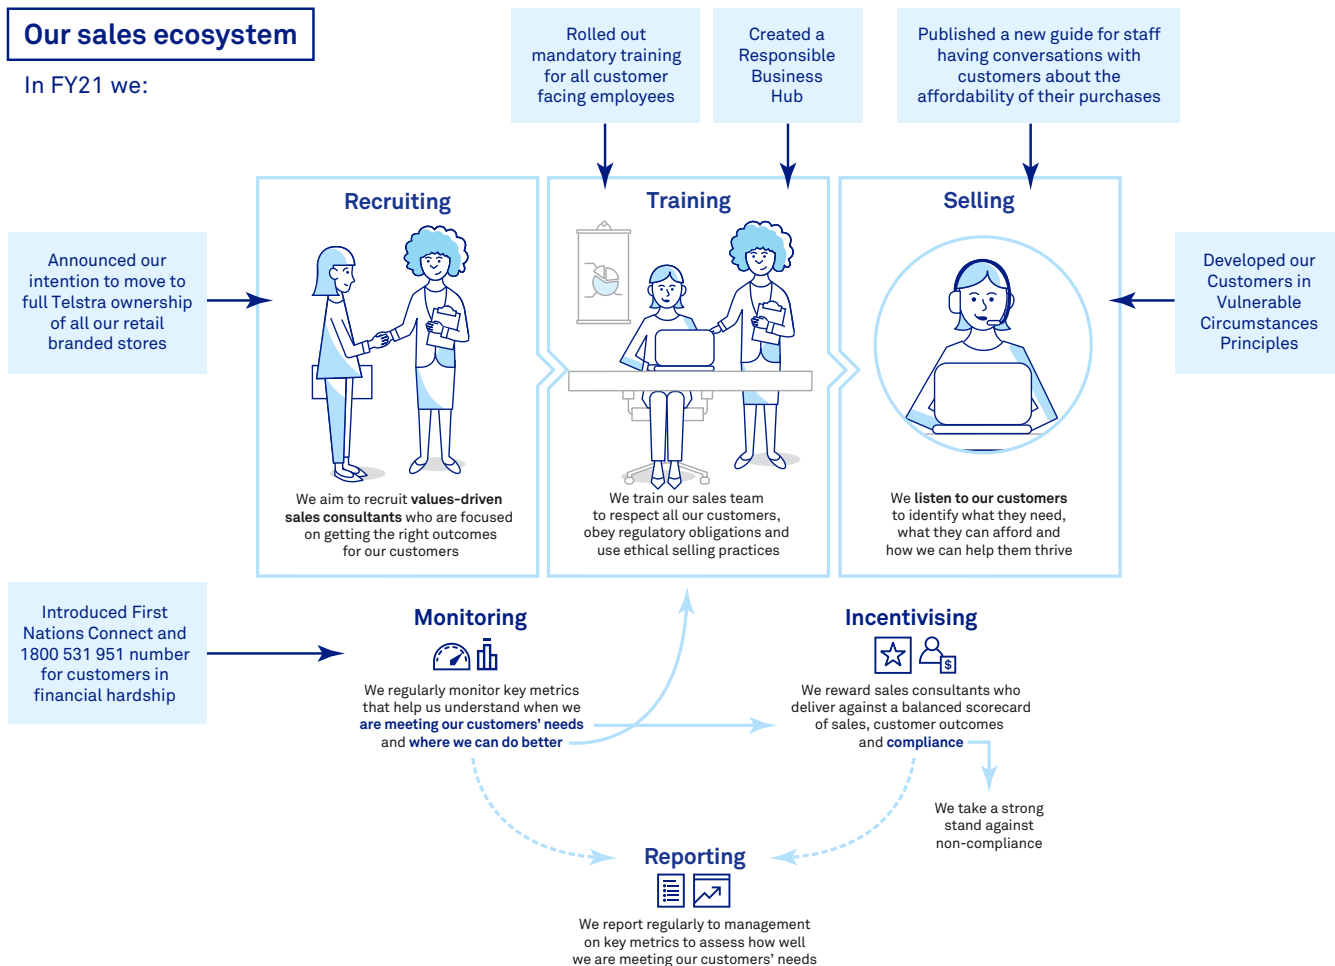 Our sales ecosystem
In FY21 we:
Rolled out
mandatory training
for all customer
facing employees
Created a
Responsible
Business
Hub
Published a new guide for staff
having conversations with
customers about the
affordability of their purchases
Announced our
intention to move to
full Telstra ownership
of all our retail
branded stores
Recruiting
We aim to recruit values-driven
sales consultants who are focused
on getting the right outcomes
for our customers
Training
We train our sales team
to respect all our customers,
obey regulatory obligations and
use ethical selling practices
Selling
We listen to our customers
to identify what they need,
what they can afford and
how we can help them thrive
Developed our
Customers in
Vulnerable
Circumstances
Principles
Introduced First
Nations Connect and
1800 531 951 number
for customers in
financial hardship
Monitoring
We regularly monitor key metrics
that help us understand when we
are meeting our customers' needs
and where we can do better
Incentivising
$
We reward sales consultants who
deliver against a balanced scorecard
of sales, customer outcomes
and compliance
We take a strong
stand against
non-compliance
Reporting
We report regularly to management
on key metrics to assess how well
we are meeting our customers' needs